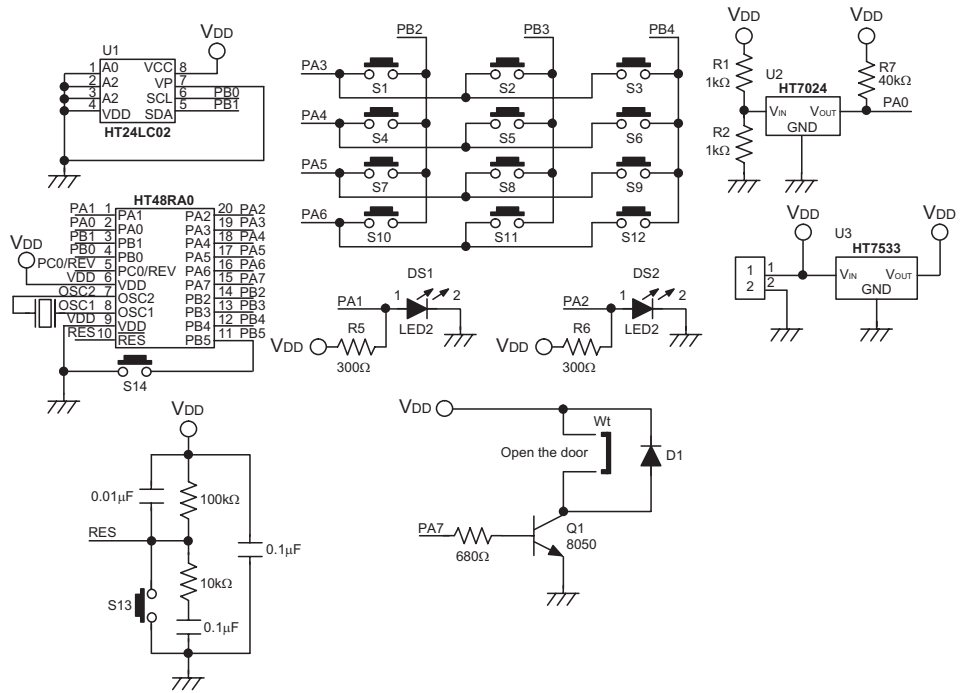 U1
VDD
1 A0 VCC 8
2 A2 VP 7
3 A2 SCL 6 PB0
4 VDD SDA 5 PB1
HT24LC02
PB2 PB3 PB4
PA3
S1 S2 S3
PA4
S4 S5 S6
PA5
S7 S8 S9
PA6
S10 S11 S12
VDD VDD
R1
1kΩ
U2
HT7024
R7
40kΩ
VIN VOUT
GND
PA0
R2
1kΩ
HT48RA0
PA1 1 PA1 PA2 20 PA2
PA0 2 PA0 PA3 19 PA3
PB1 3 PB1 PA4 18 PA4
PB0 4 PB0 PA5 17 PA5
PC0/REV 5 PC0/REV PA6 16 PA6
VDD 6 VDD PA7 15 PA7
OSC2 7 OSC2 PB2 14 PB2
OSC1 8 OSC1 PB3 13 PB3
VDD 9 VDD PB4 12 PB4
RES 10 RES PB5 11 PB5
VDD
S14
DS1
PA1 1 2
LED2
R5
VDD
300Ω
DS2
PA2 1 2
LED2
R6
VDD
300Ω
VDD VDD
U3
HT7533
1 1
2 2
VIN VOUT
GND
VDD
0.01µF
100kΩ
RES
0.1µF
10kΩ
S13
0.1µF
VDD
Wt
Open the door
D1
PA7
680Ω
Q1
8050